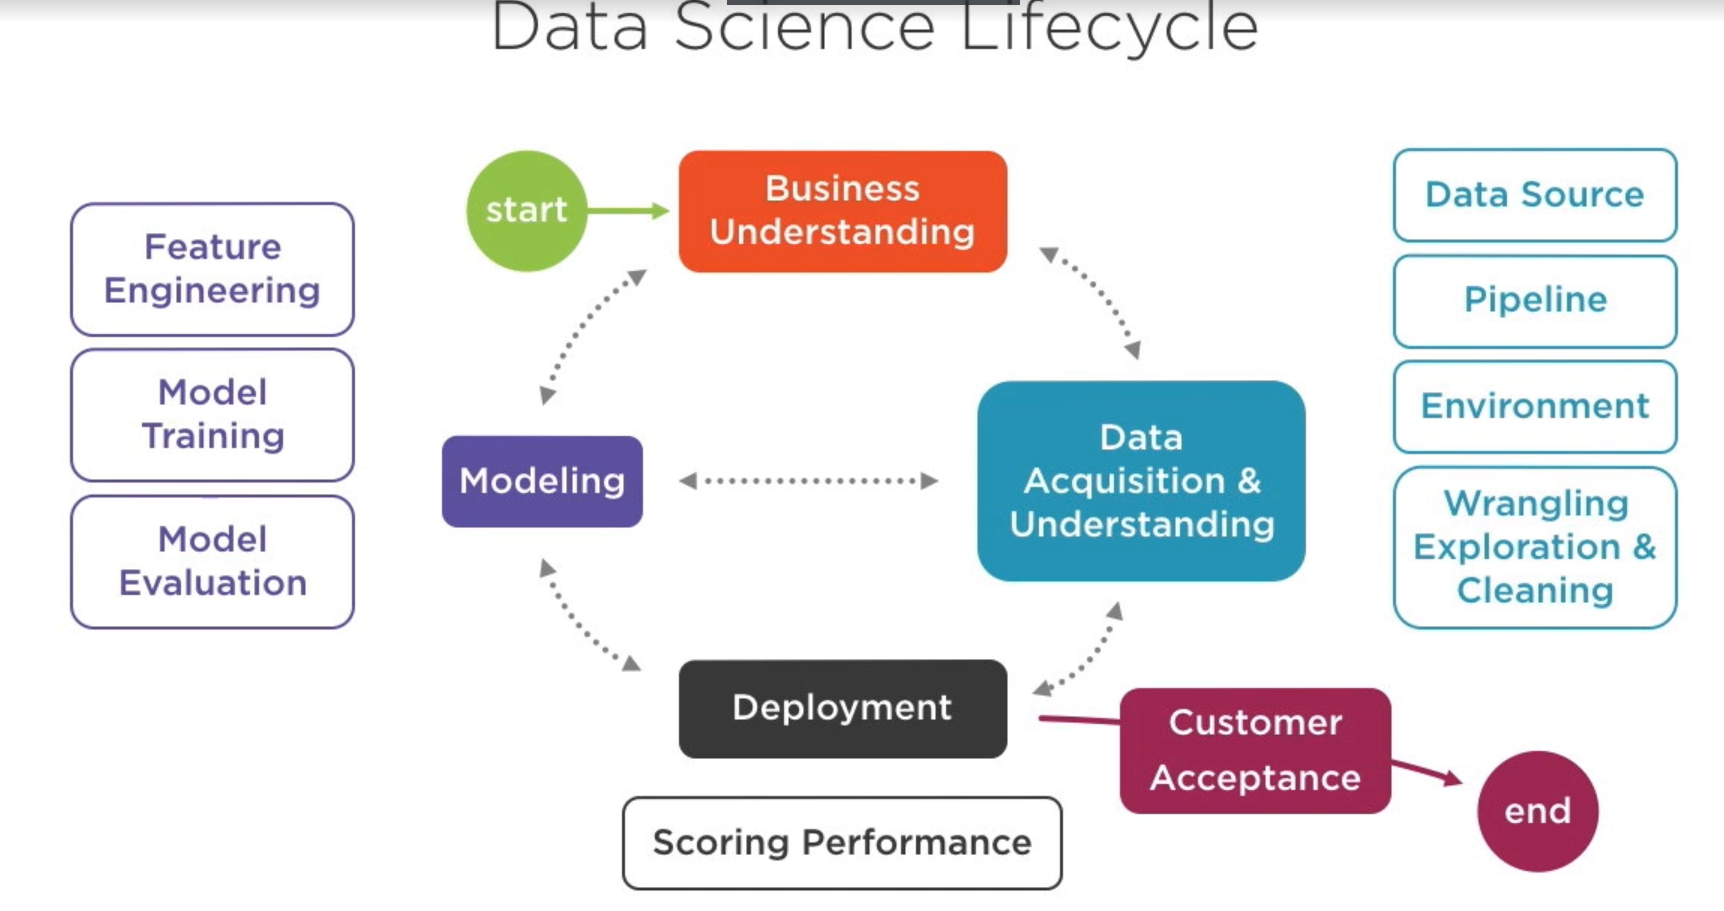 Data Science Lifecycle
start
Business
Understanding
Feature
Engineering
Model
Training
Model
Evaluation
Modeling
Data
Acquisition &
Understanding
Data Source
Pipeline
Environment
Wrangling
Exploration &
Cleaning
Deployment
Customer
Acceptance
end
Scoring Performance